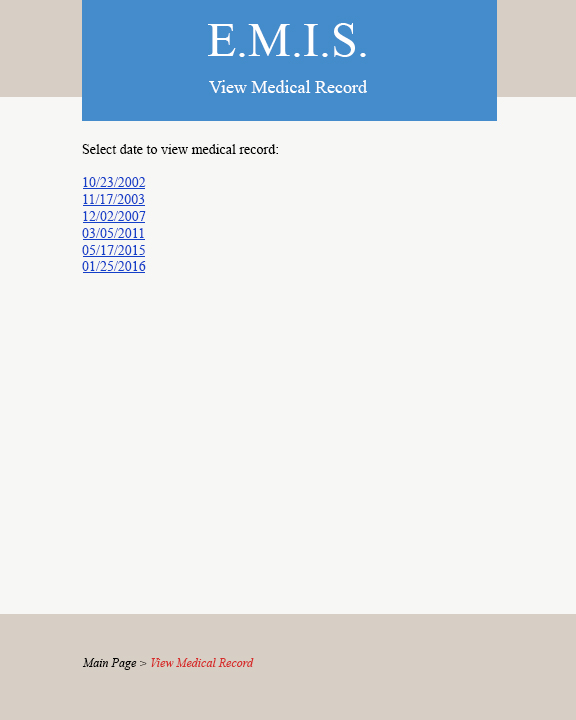 E.M.I.S.
View Medical Record
Select date to view medical record:
10/23/2002
11/17/2003
12/02/2007
03/05/2011
05/17/2015
01/25/2016
Main Page > View Medical Record